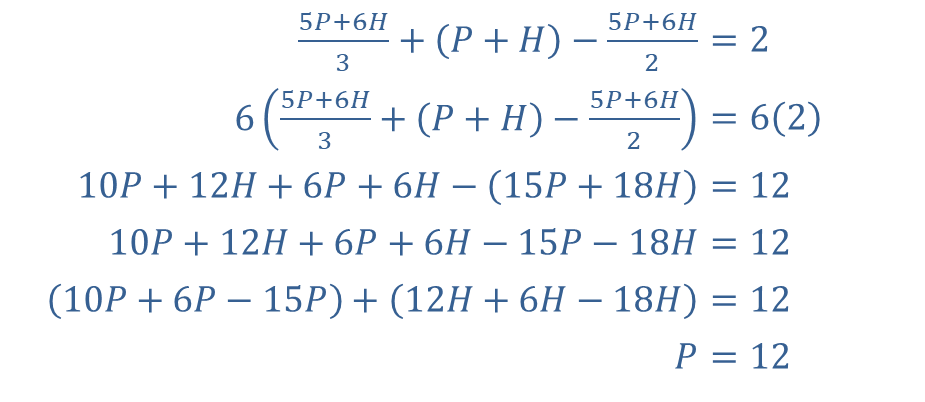 (5P+6H)/3 + (P + H) − (5P+6H)/2 = 2
6((5P+6H)/3 + (P + H) − (5P+6H)/2) = 6(2)
10P + 12H + 6P + 6H − (15P + 18H) = 12
10P + 12H + 6P + 6H − 15P − 18H = 12
(10P + 6P − 15P) + (12H + 6H − 18H) = 12
P = 12